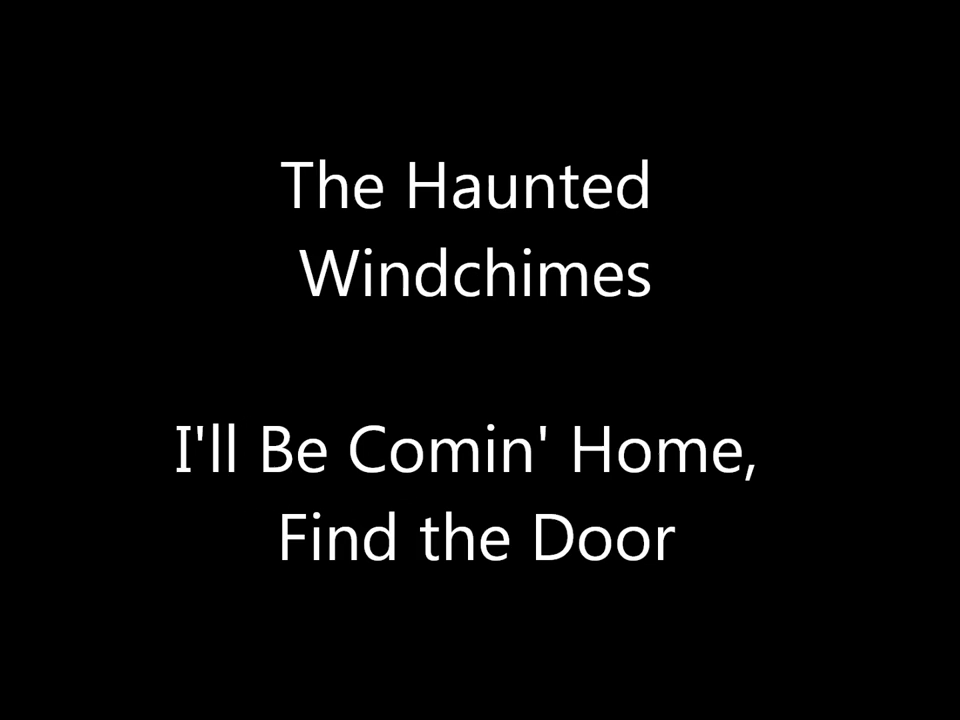 The Haunted
Windchimes
I'll Be Comin' Home,
Find the Door